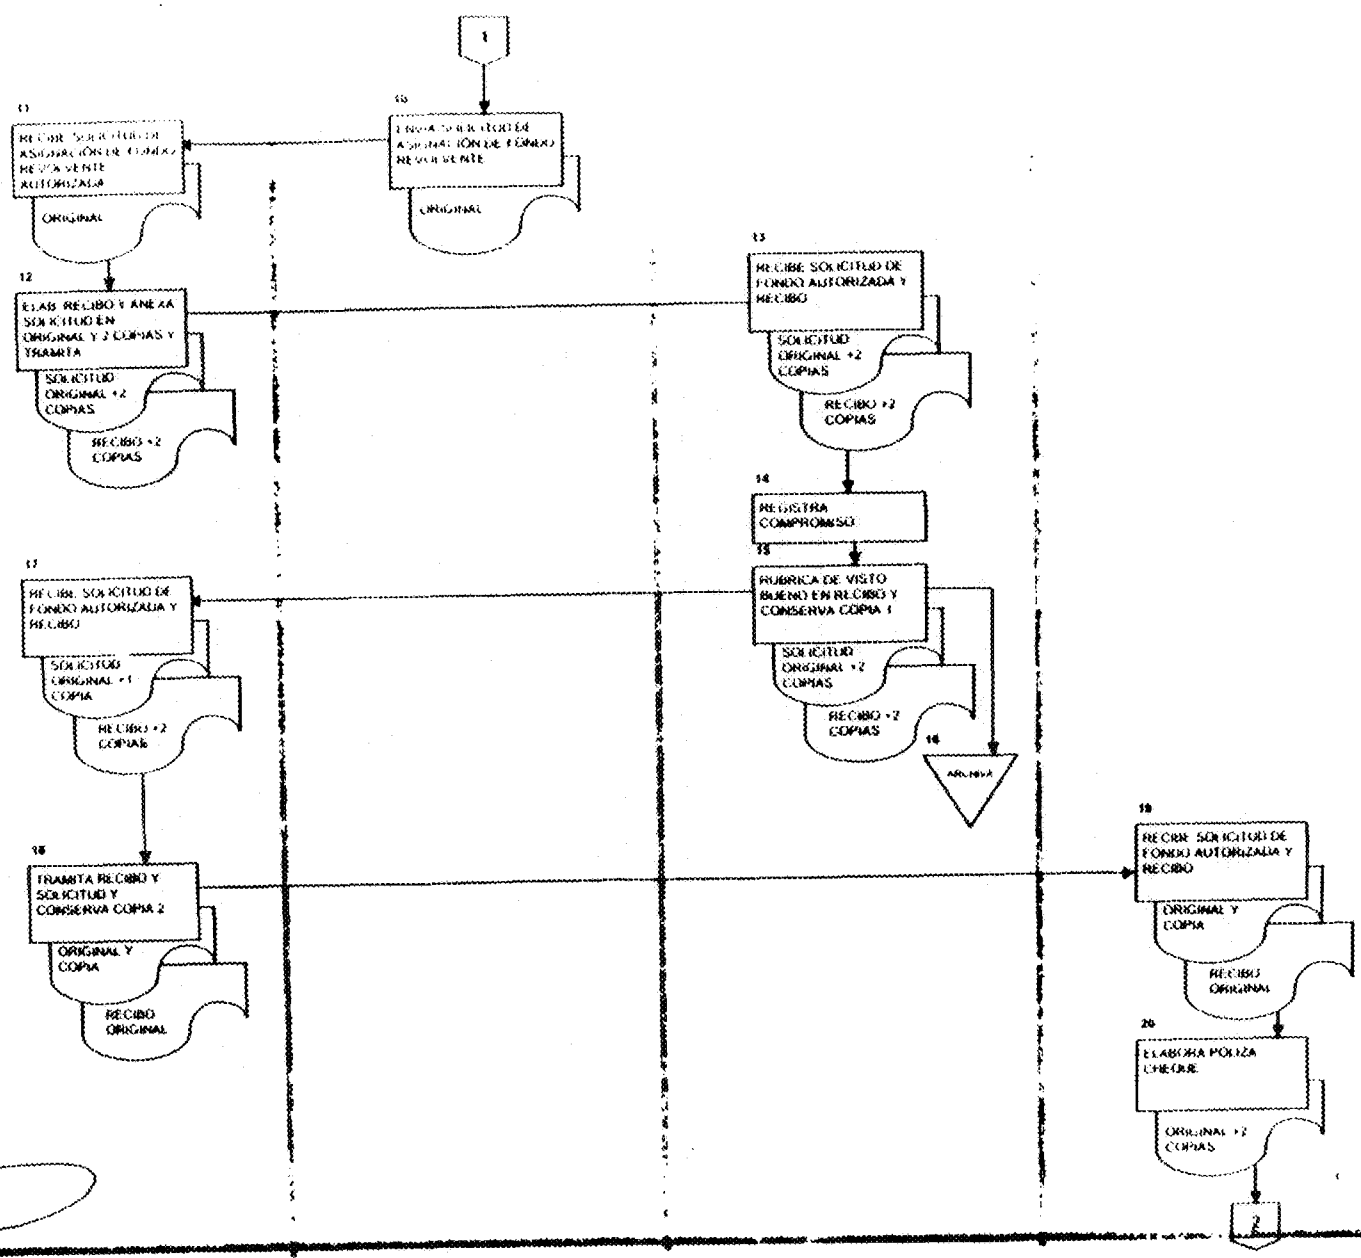 1
10
ENVIA SOLICITUD DE
ASIGNACIÓN DE FONDO
REVOLVENTE
ORIGINAL
11
RECIBE SOLICITUD DE
ASIGNACIÓN DE FONDO
REVOLVENTE
AUTORIZADA
ORIGINAL
12
ELAB. RECIBO Y ANEXA
SOLICITUD EN
ORIGINAL Y 2 COPIAS Y
TRAMITA
SOLICITUD
ORIGINAL +2
COPIAS
RECIBO +2
COPIAS
13
RECIBE SOLICITUD DE
FONDO AUTORIZADA Y
RECIBO
SOLICITUD
ORIGINAL +2
COPIAS
RECIBO +2
COPIAS
14
REGISTRA
COMPROMISO
15
RUBRICA DE VISTO
BUENO EN RECIBO Y
CONSERVA COPIA 1
SOLICITUD
ORIGINAL +2
COPIAS
RECIBO +2
COPIAS
16
ARCHIVA
17
RECIBE SOLICITUD DE
FONDO AUTORIZADA Y
RECIBO
SOLICITUD
ORIGINAL +1
COPIA
RECIBO +2
COPIAS
18
TRAMITA RECIBO Y
SOLICITUD Y
CONSERVA COPIA 2
ORIGINAL Y
COPIA
RECIBO
ORIGINAL
19
RECIBE SOLICITUD DE
FONDO AUTORIZADA Y
RECIBO
ORIGINAL Y
COPIA
RECIBO
ORIGINAL
20
ELABORA POLIZA
CHEQUE
ORIGINAL +2
COPIAS
2